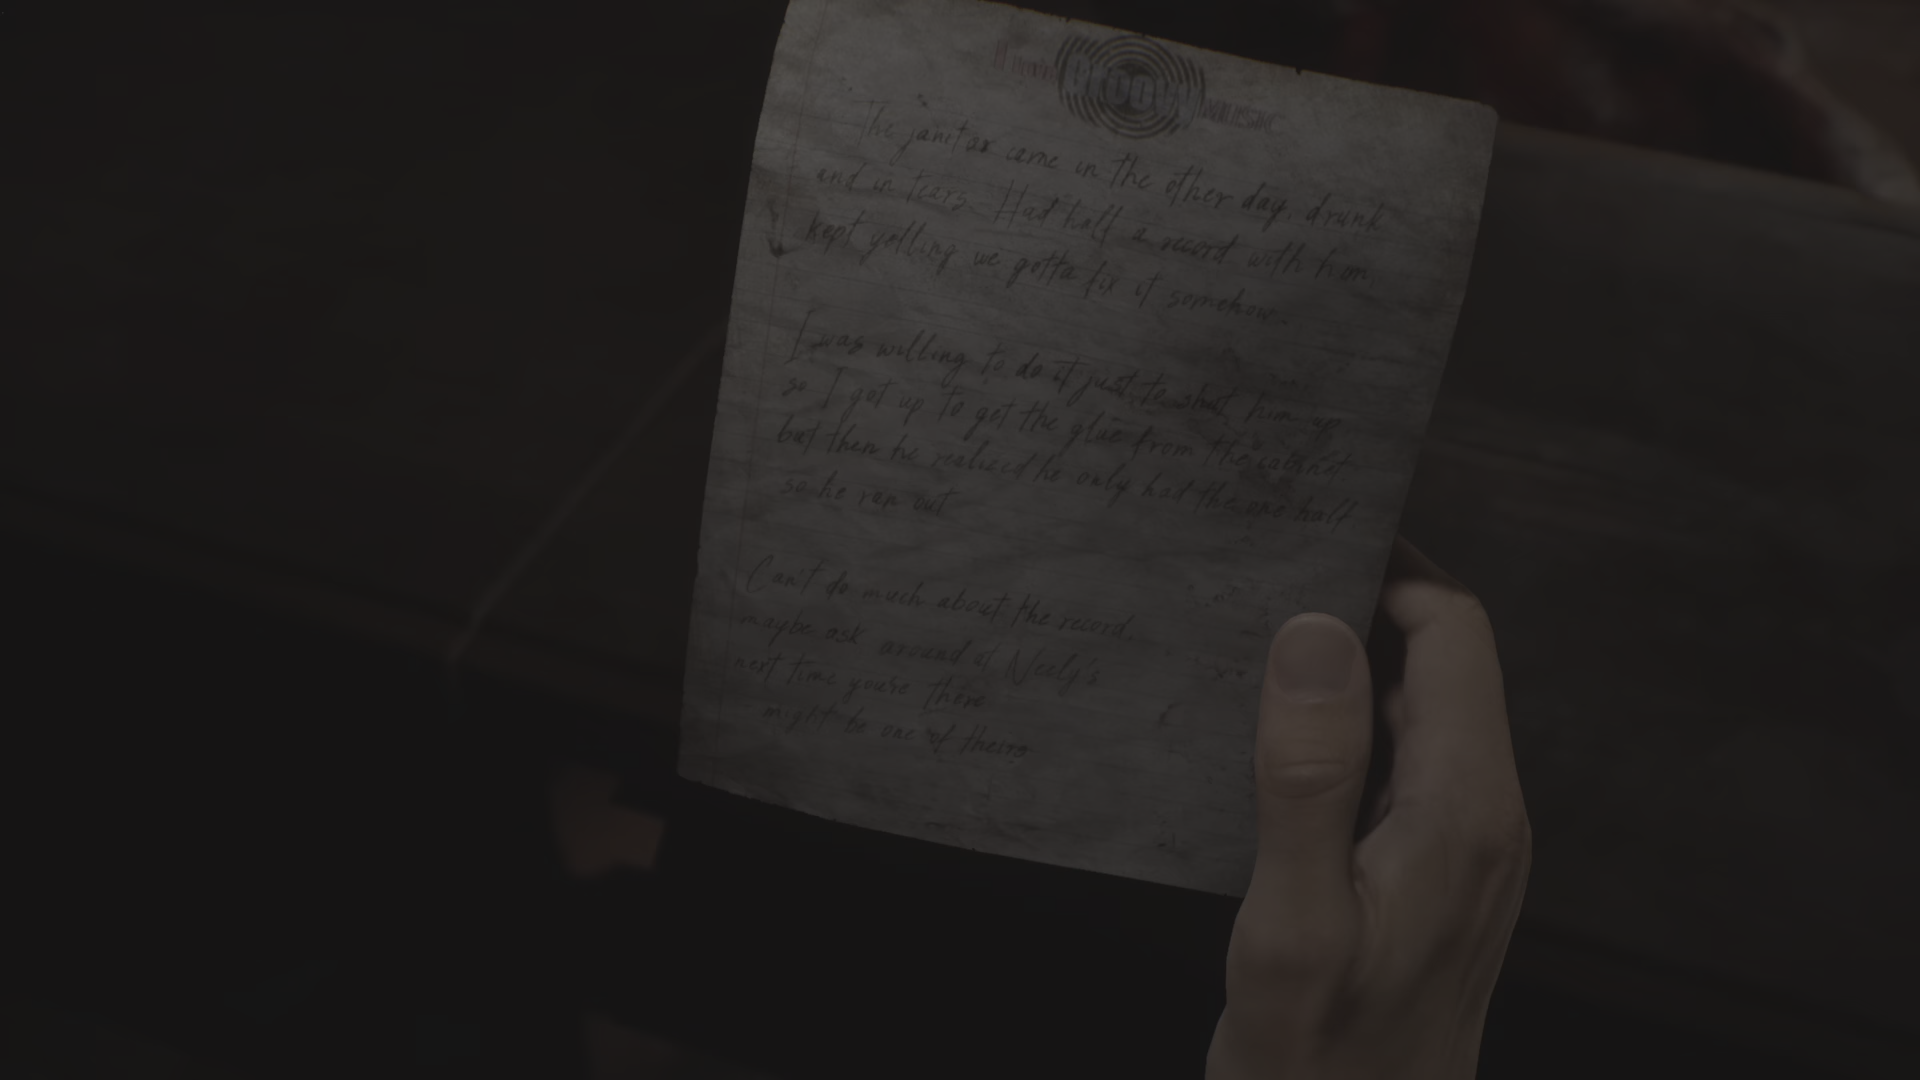 GROOVY MUSIC
The janitor came in the other day, drunk
and in tears. Had half a record with him,
kept yelling we gotta fix it somehow.
I was willing to do it just to shut him up
so I got up to get the glue from the cabinet.
but then he realized he only had the one half
so he ran out
Can't do much about the record,
maybe ask around at Neely's
next time you're there
might be one of theirs